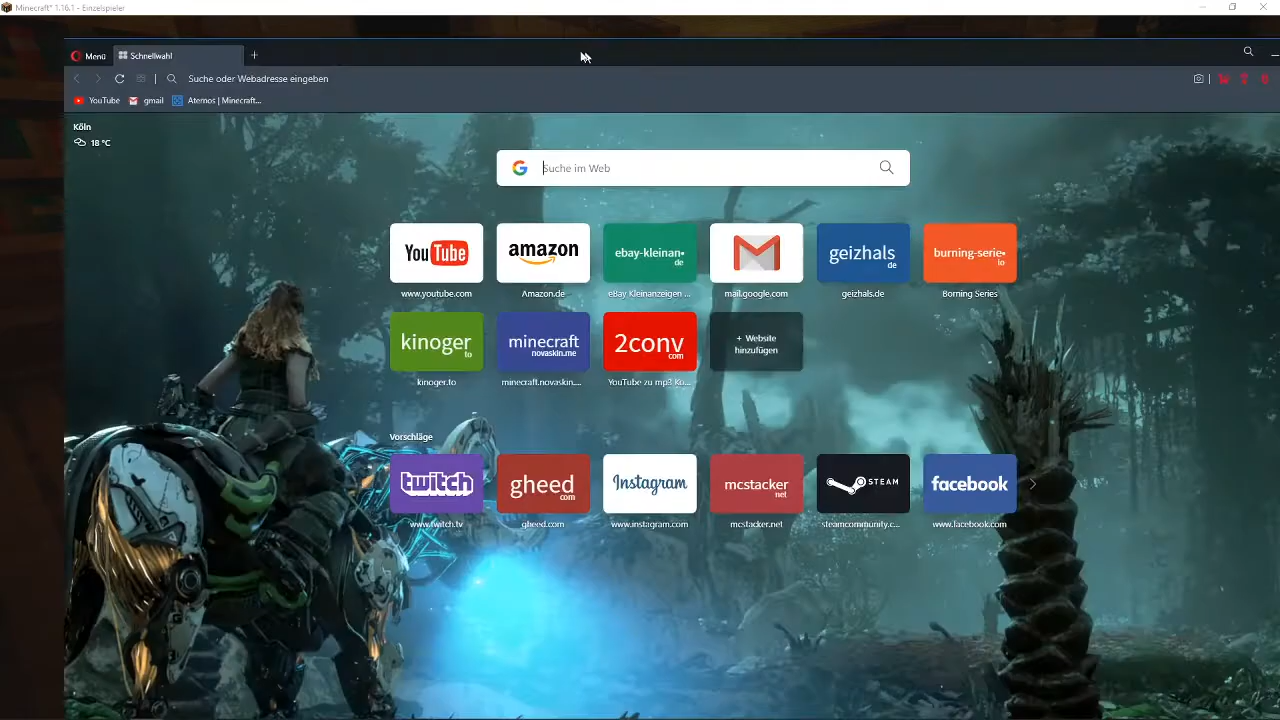 Minecraft* 1.16.1 - Einzelspieler
Menü
Schnellwahl
Suche oder Webadresse eingeben
YouTube
gmail
Aternos | Minecraft...
Köln
18 °C
Suche im Web
YouTube
amazon
ebay-kleinan•
de
geizhals
de
burning-serie•
io
www.youtube.com
Amazon.de
eBay Kleinanzeigen ...
mail.google.com
geizhals.de
Borning Series
kinoger
to
minecraft
novaskin.me
2conv
com
+ Website
hinzufügen
kinoger.to
minecraft.novaskin....
YouTube zu mp3 Ko...
Vorschläge
twitch
gheed
com
Instagram
mcstacker
net
STEAM
facebook
www.twitch.tv
gheed.com
www.instagram.com
mcstacker.net
steamcommunity.c...
www.facebook.com